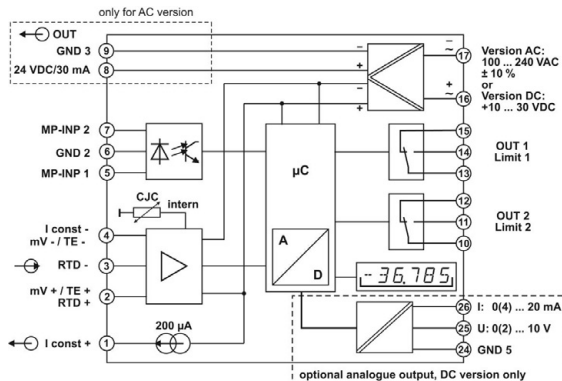 only for AC version
OUT
GND 3
9
24 VDC/30 mA
8
–
+
–
+
–
~
17
+
~
16
Version AC:
100 ... 240 VAC
± 10 %
or
Version DC:
+10 ... 30 VDC
MP-INP 2
7
GND 2
6
MP-INP 1
5
µC
15
14
13
OUT 1
Limit 1
CJC
intern
12
11
10
OUT 2
Limit 2
I const -
mV - / TE -
4
RTD -
3
mV + / TE +
RTD +
2
A
D
-36.785
200 µA
I const +
1
26
I: 0(4) ... 20 mA
25
U: 0(2) ... 10 V
24
GND 5
optional analogue output, DC version only